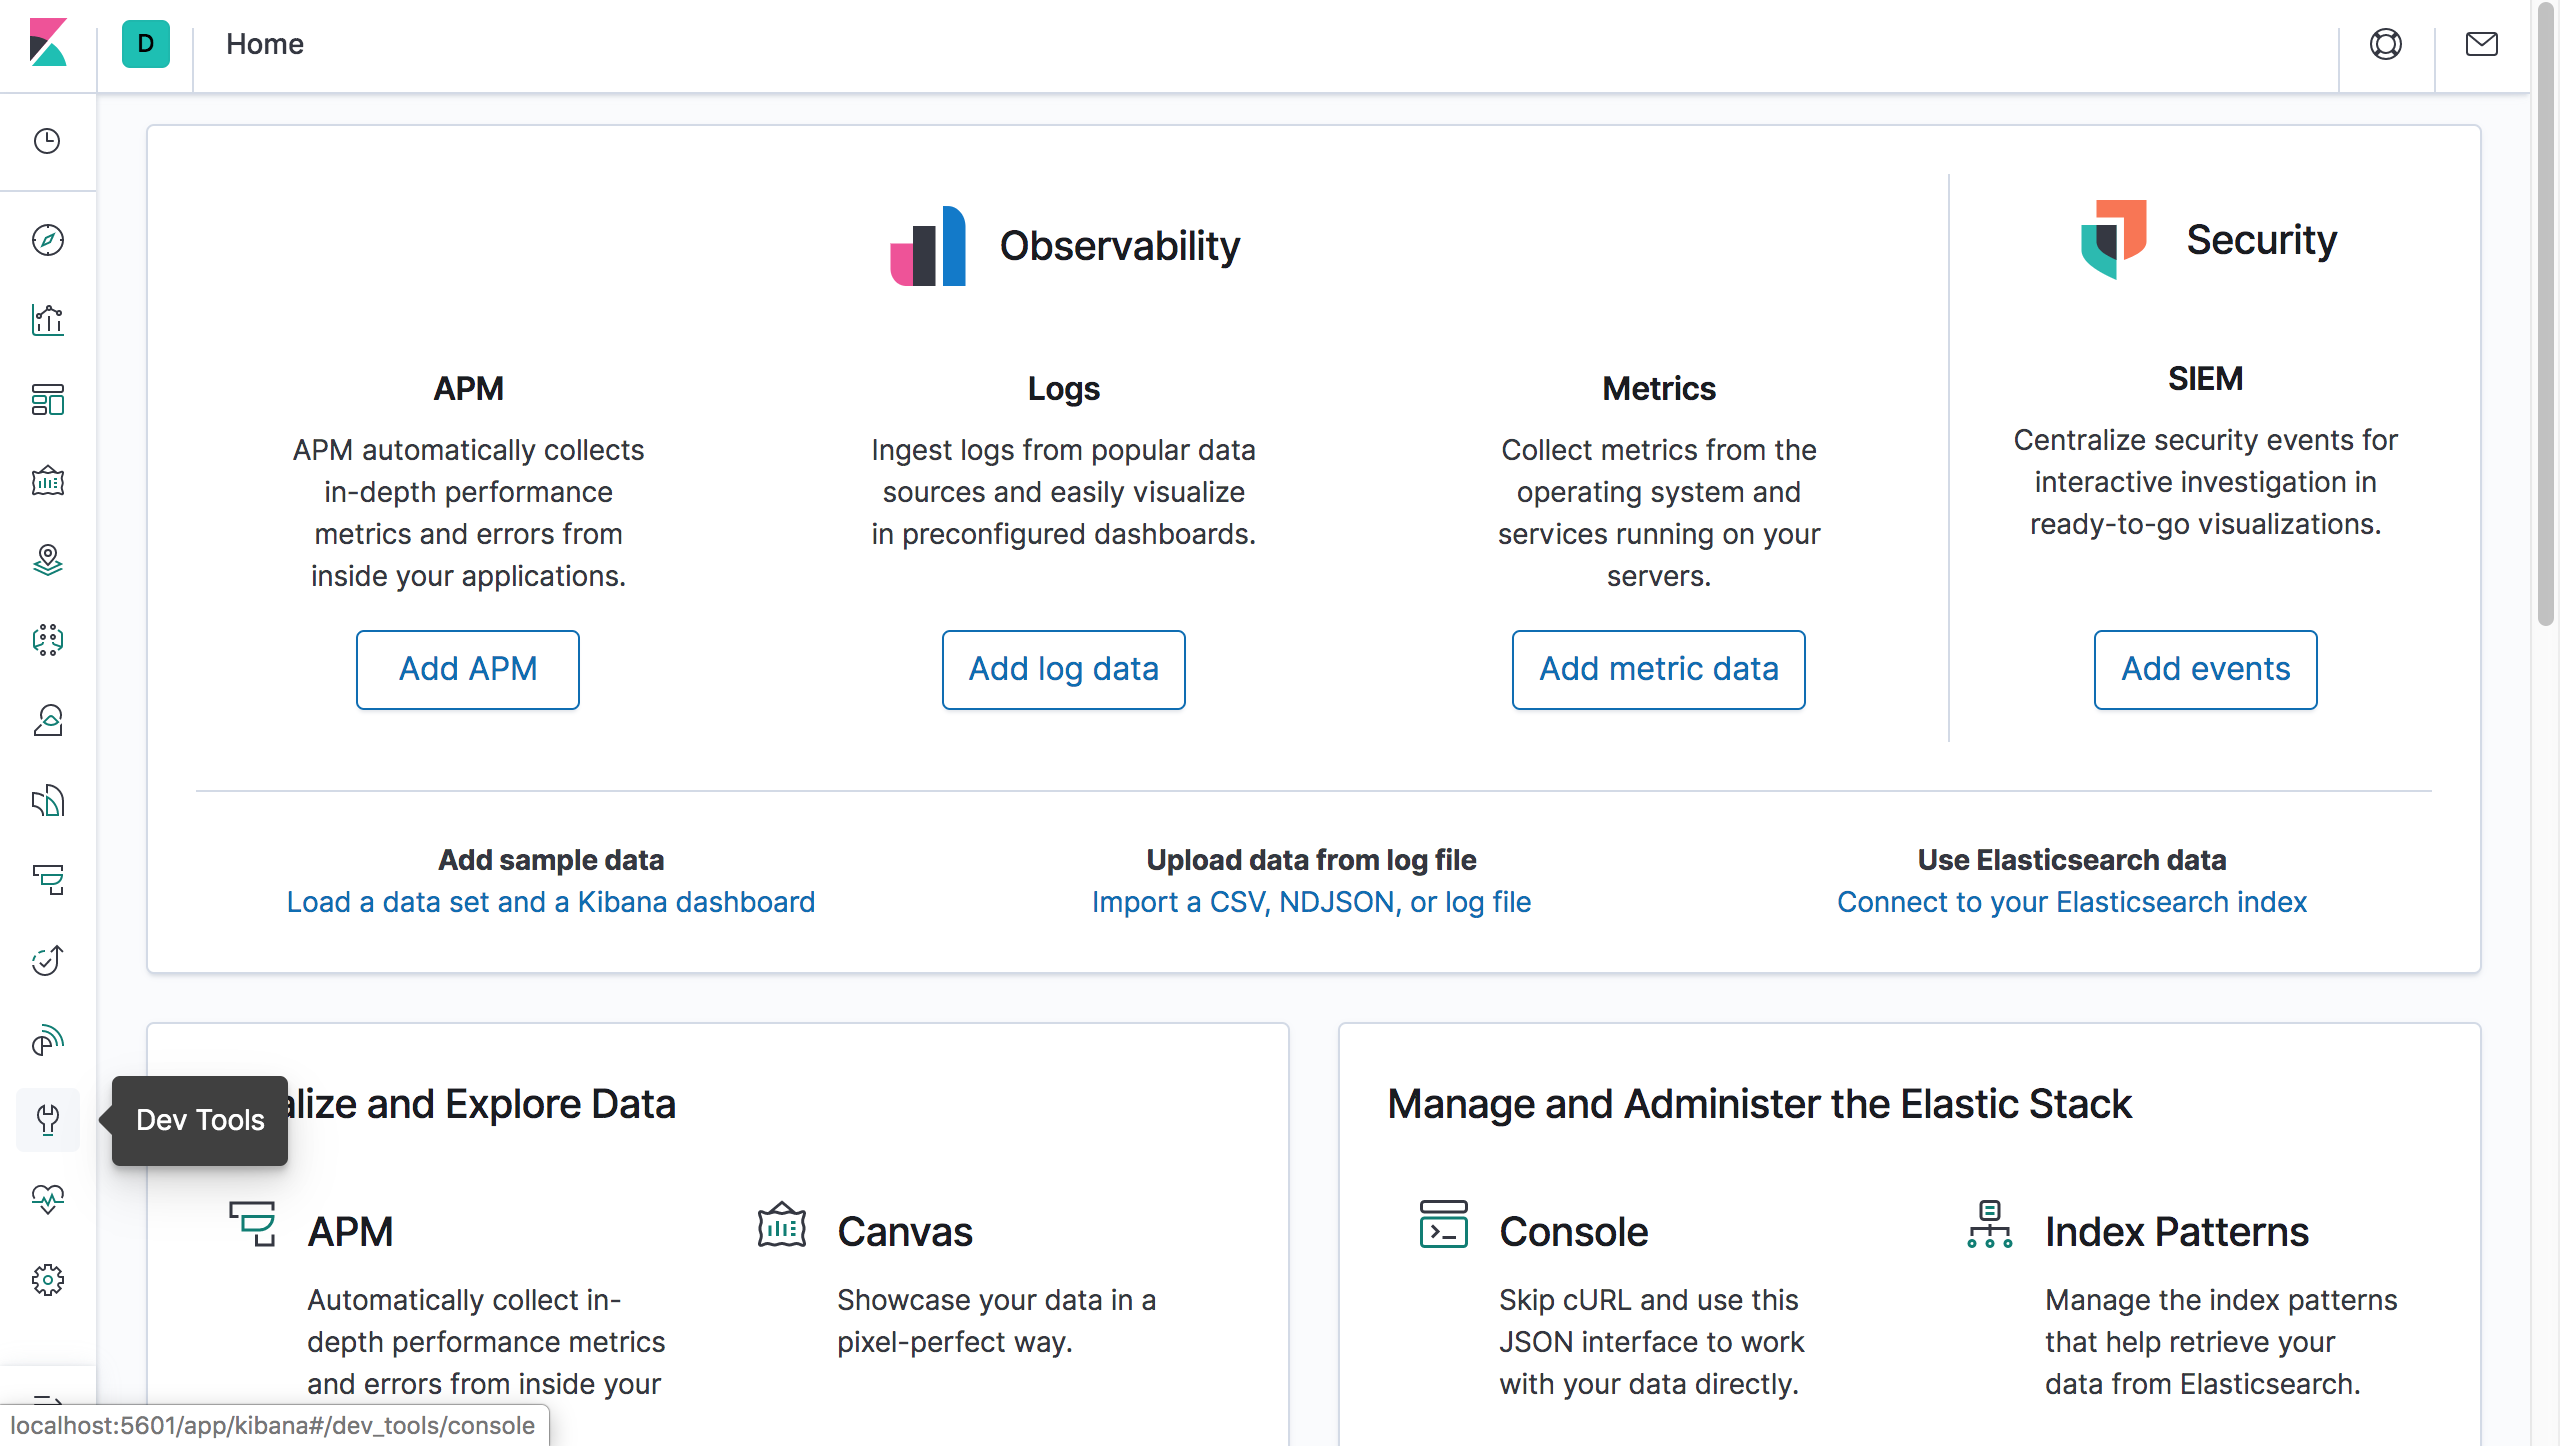 D
Home
Observability
Security
APM
APM automatically collects
in-depth performance
metrics and errors from
inside your applications.
Add APM
Logs
Ingest logs from popular data
sources and easily visualize
in preconfigured dashboards.
Add log data
Metrics
Collect metrics from the
operating system and
services running on your
servers.
Add metric data
SIEM
Centralize security events for
interactive investigation in
ready-to-go visualizations.
Add events
Add sample data
Load a data set and a Kibana dashboard
Upload data from log file
Import a CSV, NDJSON, or log file
Use Elasticsearch data
Connect to your Elasticsearch index
Dev Tools
alize and Explore Data
APM
Automatically collect in-
depth performance metrics
and errors from inside your
Canvas
Showcase your data in a
pixel-perfect way.
Manage and Administer the Elastic Stack
Console
Skip cURL and use this
JSON interface to work
with your data directly.
Index Patterns
Manage the index patterns
that help retrieve your
data from Elasticsearch.
localhost:5601/app/kibana#/dev_tools/console